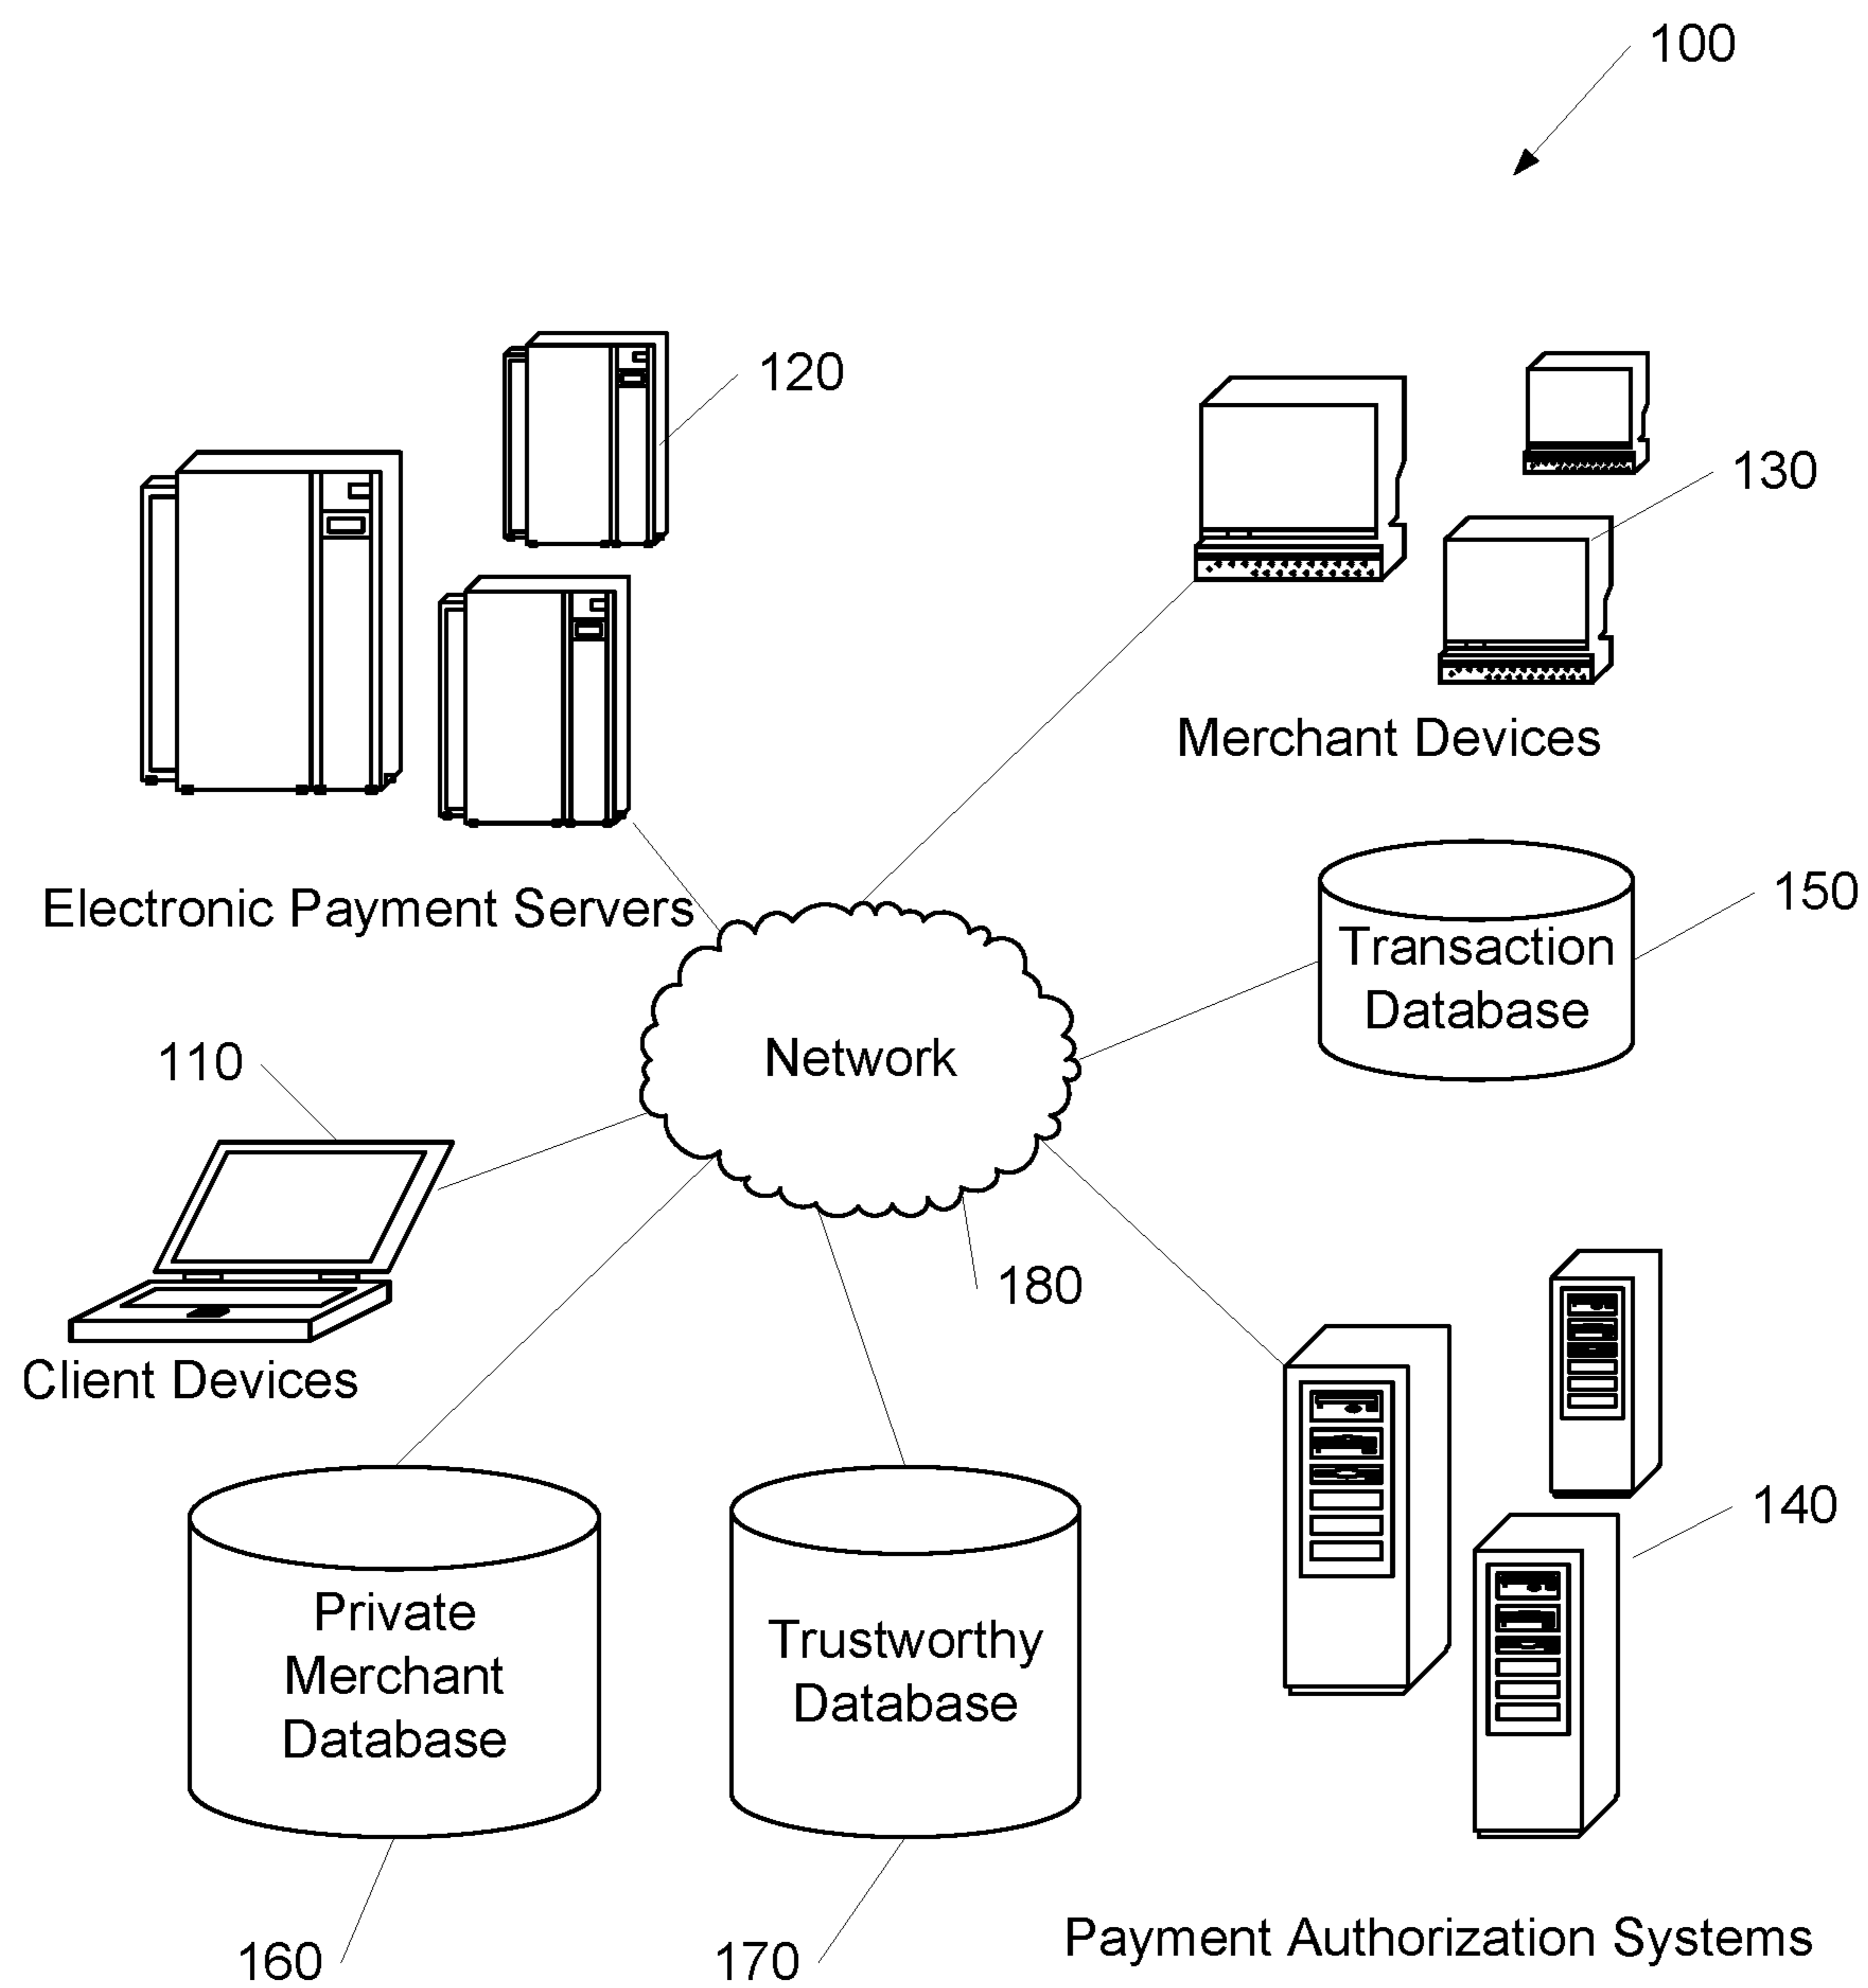 100
120
130
Merchant Devices
150
Electronic Payment Servers
Transaction
Database
Network
110
180
Client Devices
140
Private
Merchant
Database
Trustworthy
Database
Payment Authorization Systems
160
170